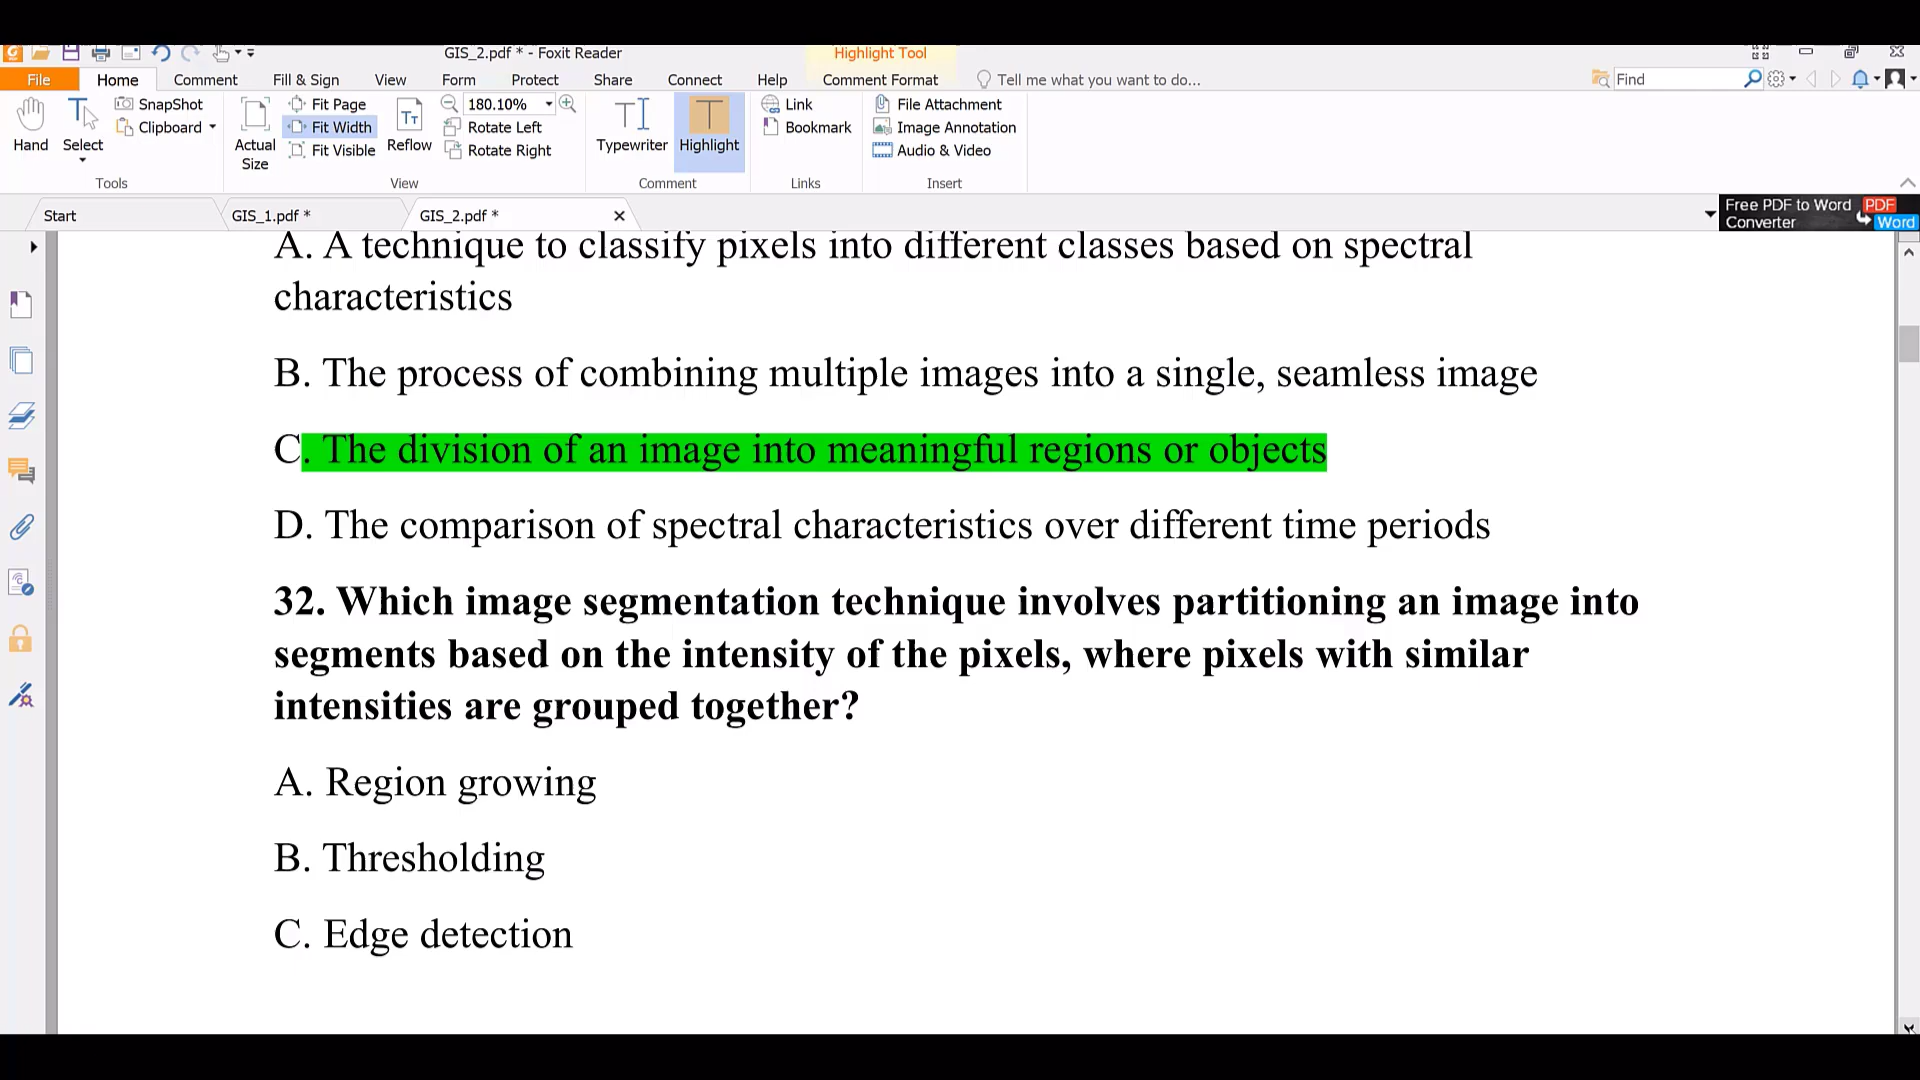 GIS_2.pdf * - Foxit Reader
Highlight Tool
File Home Comment Fill & Sign View Form Protect Share Connect Help Comment Format Tell me what you want to do... Find
Hand
Select
SnapShot
Clipboard
Tools
Actual Size
Fit Page
Fit Width
Fit Visible
Reflow
180.10%
Rotate Left
Rotate Right
View
Typewriter
Highlight
Comment
Link
Bookmark
Links
File Attachment
Image Annotation
Audio & Video
Insert
Start GIS_1.pdf * GIS_2.pdf *
Free PDF to Word
Converter
PDF
Word
A. A technique to classify pixels into different classes based on spectral
characteristics
B. The process of combining multiple images into a single, seamless image
C. The division of an image into meaningful regions or objects
D. The comparison of spectral characteristics over different time periods
32. Which image segmentation technique involves partitioning an image into
segments based on the intensity of the pixels, where pixels with similar
intensities are grouped together?
A. Region growing
B. Thresholding
C. Edge detection